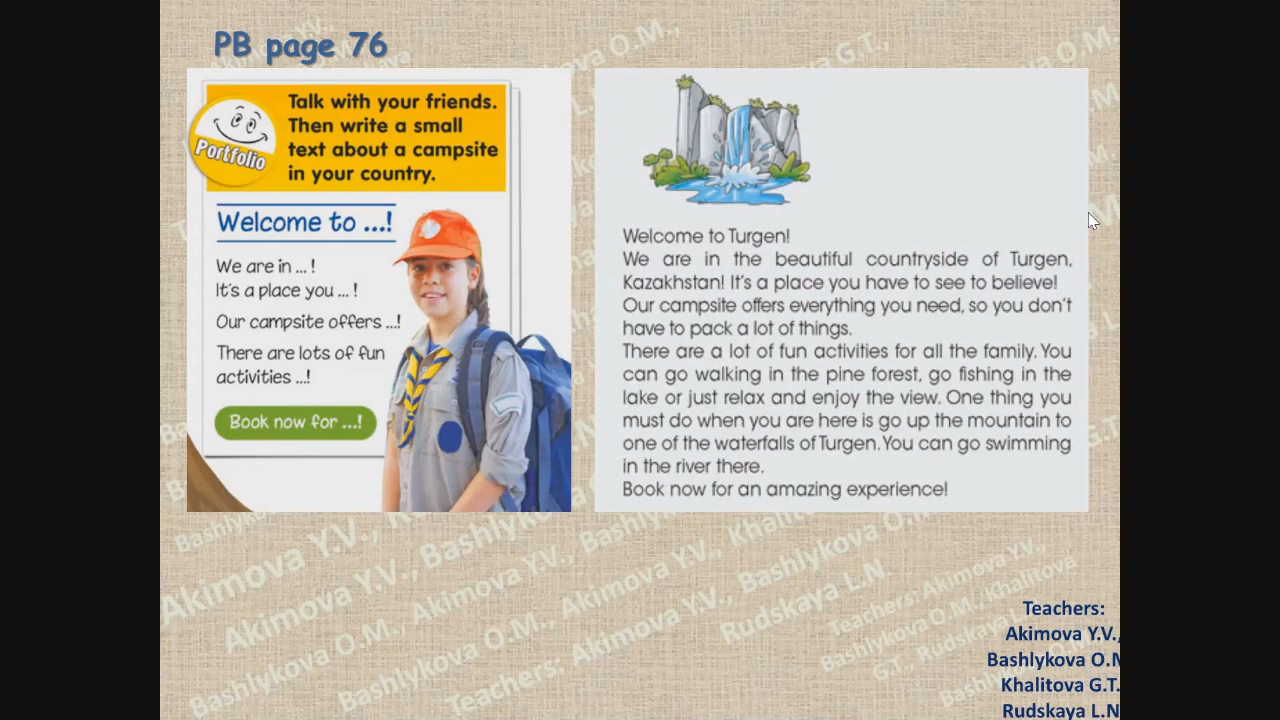 PB page 76
Portfolio
Talk with your friends.
Then write a small
text about a campsite
in your country.
Welcome to ...!
We are in ... !
It's a place you ... !
Our campsite offers ...!
There are lots of fun
activities ...!
Book now for ...!
Welcome to Turgen!
We are in the beautiful countryside of Turgen,
Kazakhstan! It's a place you have to see to believe!
Our campsite offers everything you need, so you don't
have to pack a lot of things.
There are a lot of fun activities for all the family. You
can go walking in the pine forest, go fishing in the
lake or just relax and enjoy the view. One thing you
must do when you are here is go up the mountain to
one of the waterfalls of Turgen. You can go swimming
in the river there.
Book now for an amazing experience!
Teachers:
Akimova Y.V.,
Bashlykova O.M
Khalitova G.T.
Rudskaya L.N